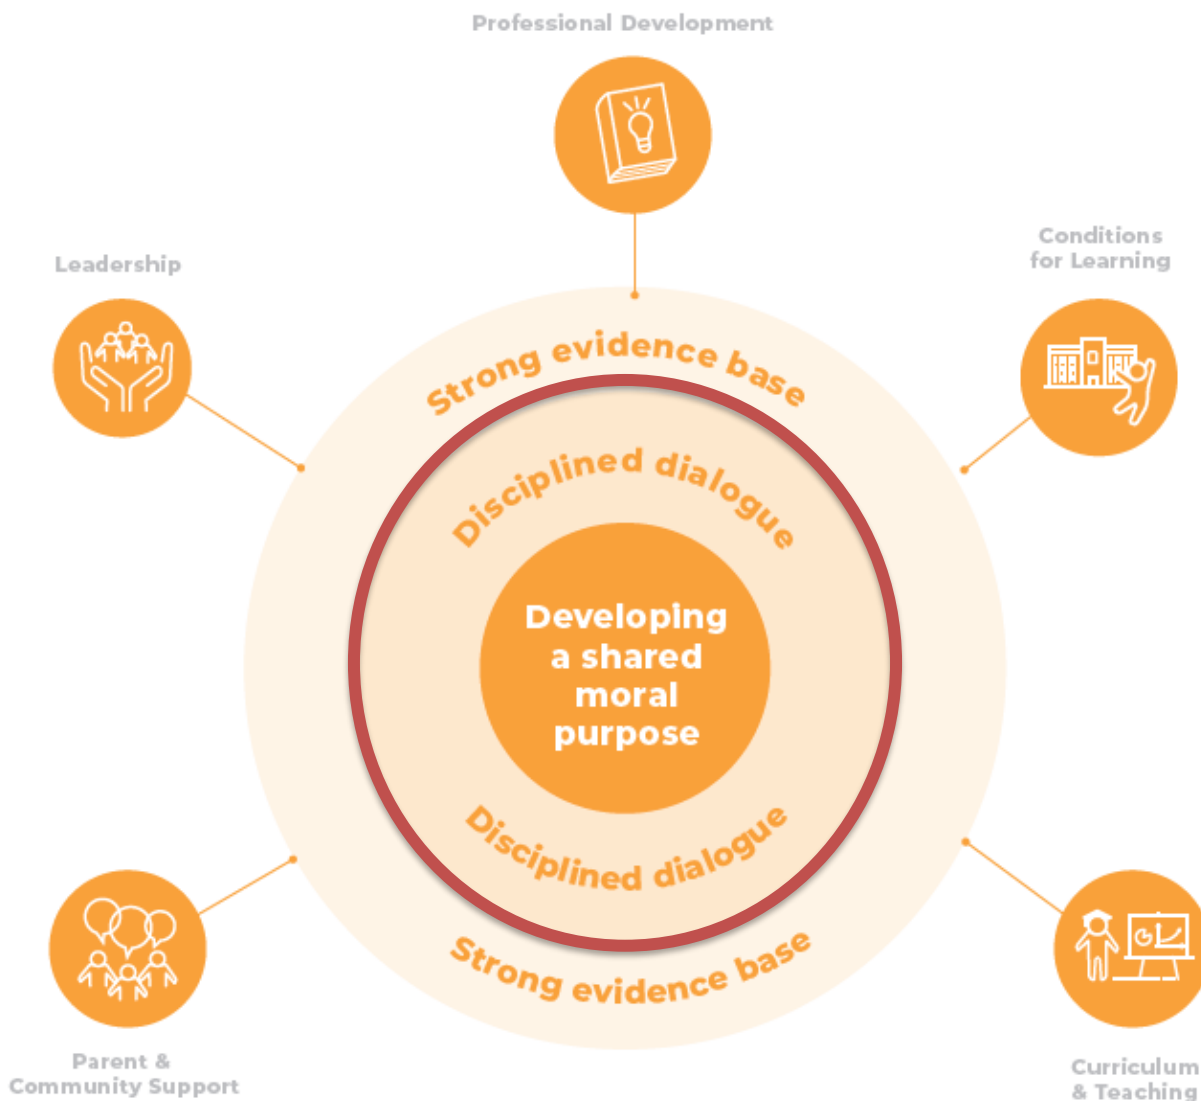 Professional Development
Leadership
Conditions
for Learning
Strong evidence base
Disciplined dialogue
Developing
a shared
moral
purpose
Disciplined dialogue
Strong evidence base
Parent &
Community Support
Curriculum
& Teaching